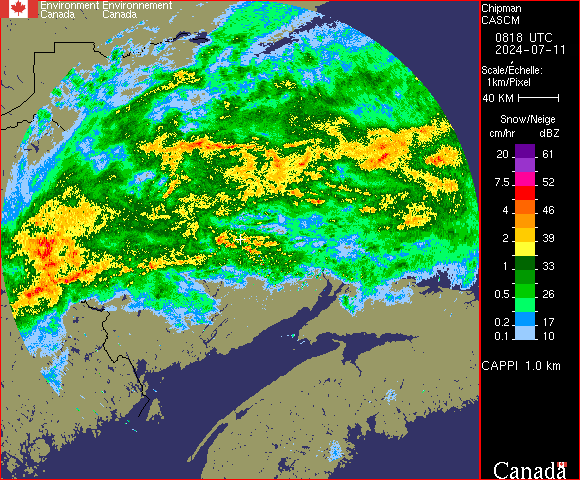 Environment Environnement
Canada Canada
Chipman
CASCM
0818 UTC
2024-07-11
Scale/Échelle:
1km/Pixel
40 KM
Snow/Neige
cm/hr dBZ
20 61
7.5 52
4 46
2 39
1 33
0.5 26
0.2 17
0.1 10
CAPPI 1.0 km
Canada